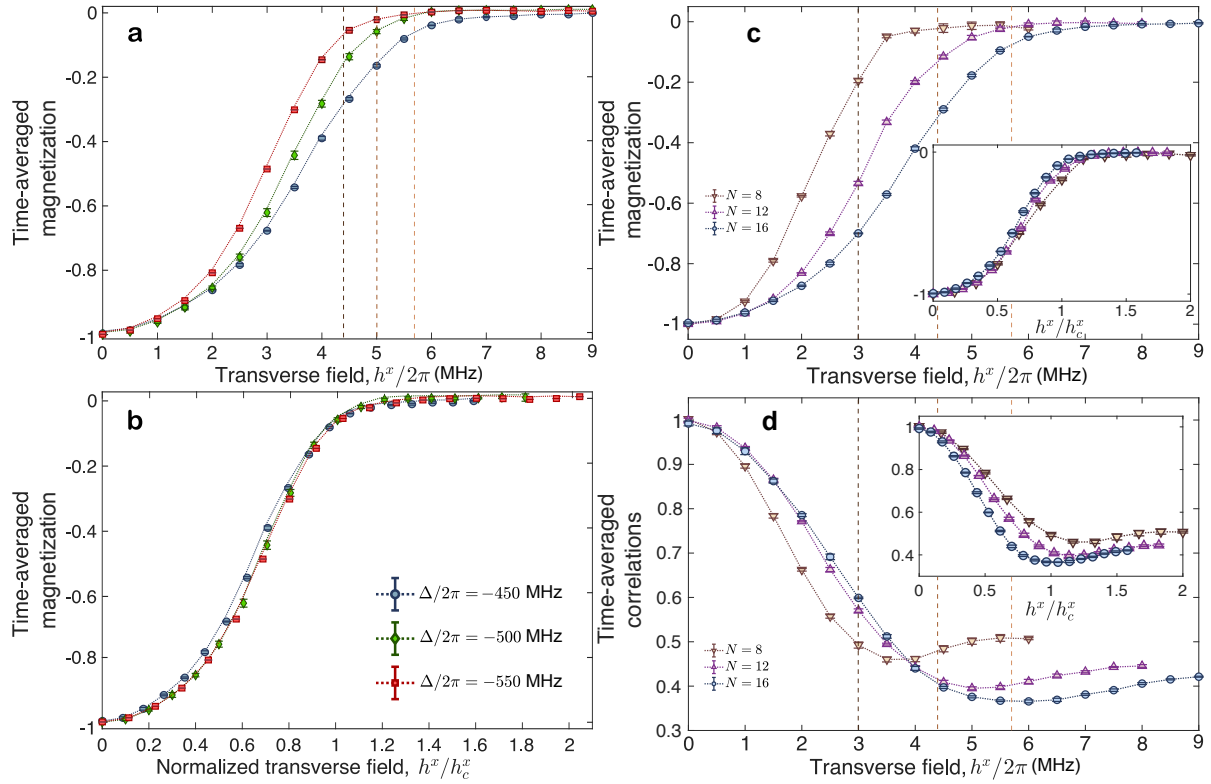 a
0
-0.2
-0.4
-0.6
-0.8
-1
Time-averaged
magnetization
0 1 2 3 4 5 6 7 8 9
Transverse field, h^x/2π (MHz)
b
0
-0.2
-0.4
-0.6
-0.8
-1
Time-averaged
magnetization
Δ/2π = −450 MHz
Δ/2π = −500 MHz
Δ/2π = −550 MHz
0 0.2 0.4 0.6 0.8 1 1.2 1.4 1.6 1.8 2
Normalized transverse field, h^x/h_c^x
c
0
-0.2
-0.4
-0.6
-0.8
-1
Time-averaged
magnetization
N = 8
N = 12
N = 16
0
-1
0 0.5 1 1.5 2
h^x/h_c^x
0 1 2 3 4 5 6 7 8 9
Transverse field, h^x/2π (MHz)
d
1
0.9
0.8
0.7
0.6
0.5
0.4
0.3
Time-averaged
correlations
N = 8
N = 12
N = 16
1
0.8
0.6
0.4
0 0.5 1 1.5 2
h^x/h_c^x
0 1 2 3 4 5 6 7 8 9
Transverse field, h^x/2π (MHz)